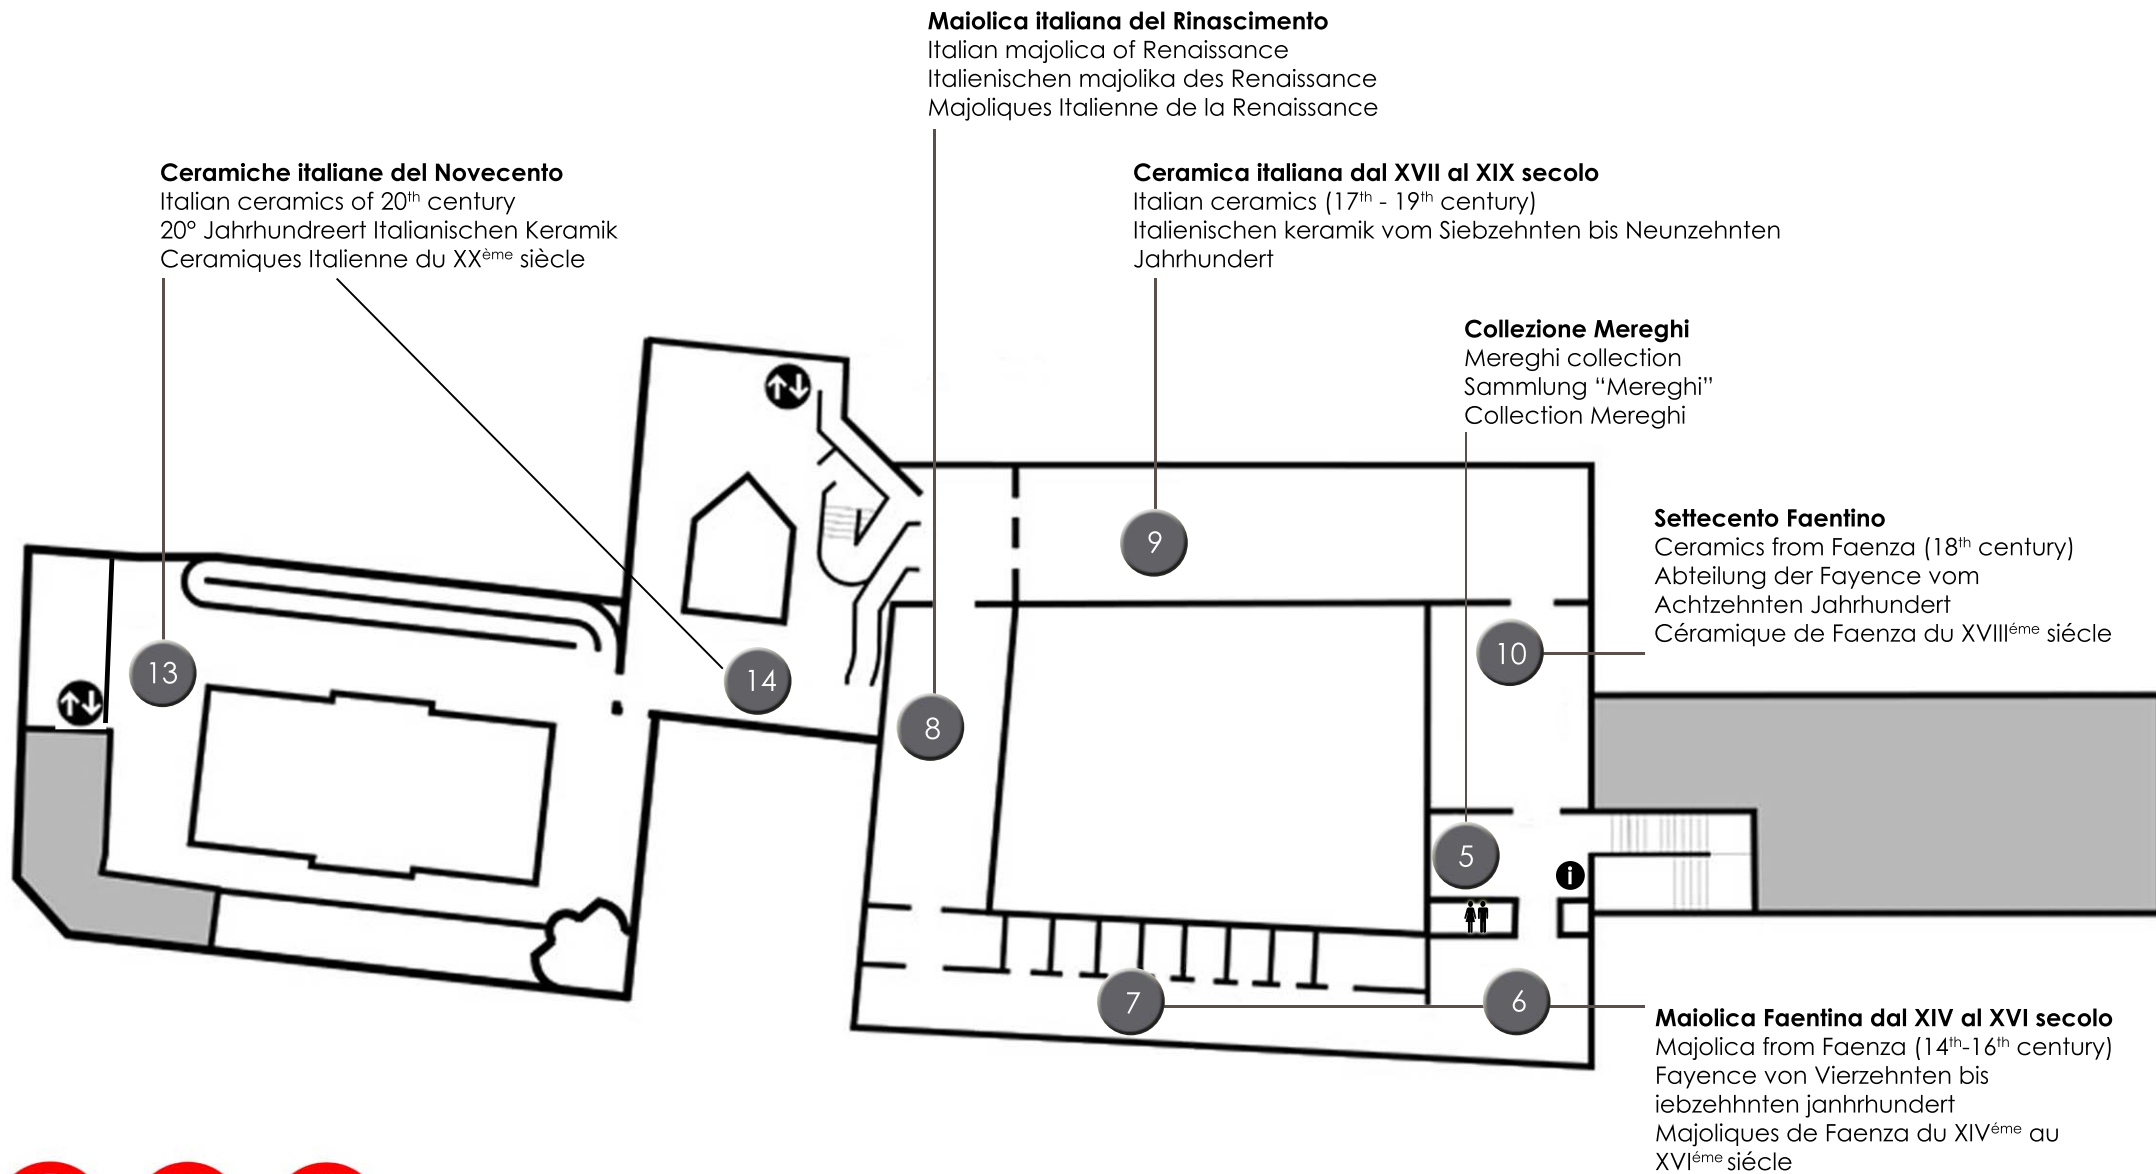 Maiolica italiana del Rinascimento
Italian majolica of Renaissance
Italienischen majolika des Renaissance
Majoliques Italienne de la Renaissance
Ceramiche italiane del Novecento
Italian ceramics of 20th century
20° Jahrhundreert Italianischen Keramik
Ceramiques Italienne du XXème siècle
Ceramica italiana dal XVII al XIX secolo
Italian ceramics (17th - 19th century)
Italienischen keramik vom Siebzehnten bis Neunzehnten
Jahrhundert
Collezione Mereghi
Mereghi collection
Sammlung “Mereghi”
Collection Mereghi
Settecento Faentino
Ceramics from Faenza (18th century)
Abteilung der Fayence vom
Achtzehnten Jahrhundert
Céramique de Faenza du XVIIIéme siécle
9
10
13
14
8
5
i
7
6
Maiolica Faentina dal XIV al XVI secolo
Majolica from Faenza (14th-16th century)
Fayence von Vierzehnten bis
iebzehhnten janhrhundert
Majoliques de Faenza du XIVéme au
XVIéme siécle